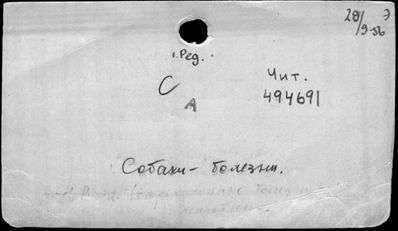 28/9-56 Э
1. Ред.
С Чит.
А 494691
Собаки - болезни.